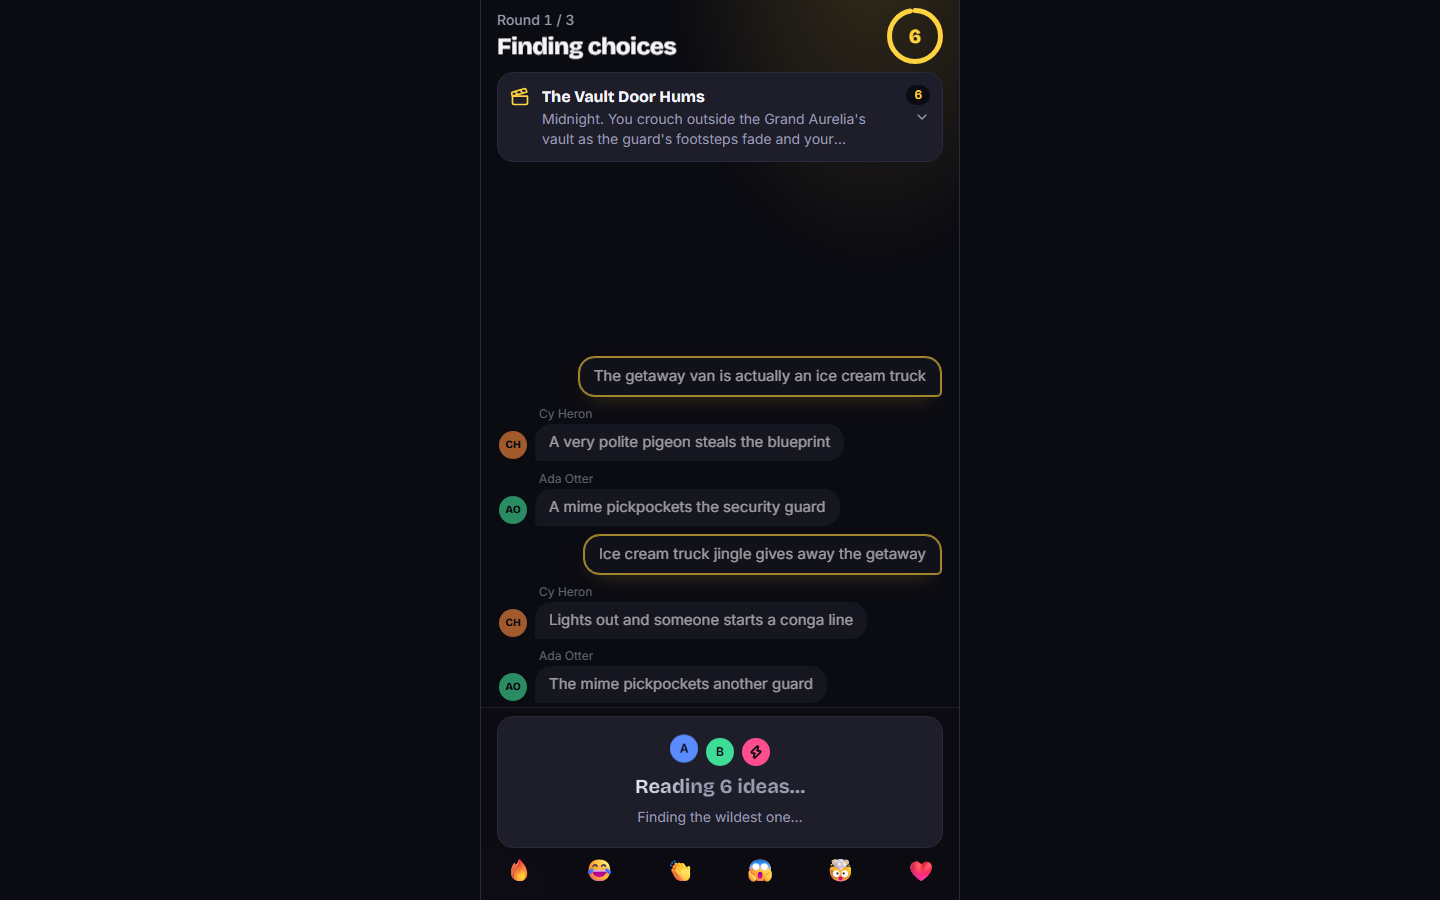 Round 1 / 3
Finding choices
6
The Vault Door Hums
6
Midnight. You crouch outside the Grand Aurelia's
vault as the guard's footsteps fade and your...
The getaway van is actually an ice cream truck
Cy Heron
CH
A very polite pigeon steals the blueprint
Ada Otter
AO
A mime pickpockets the security guard
Ice cream truck jingle gives away the getaway
Cy Heron
CH
Lights out and someone starts a conga line
Ada Otter
AO
The mime pickpockets another guard
A B
Reading 6 ideas...
Finding the wildest one...